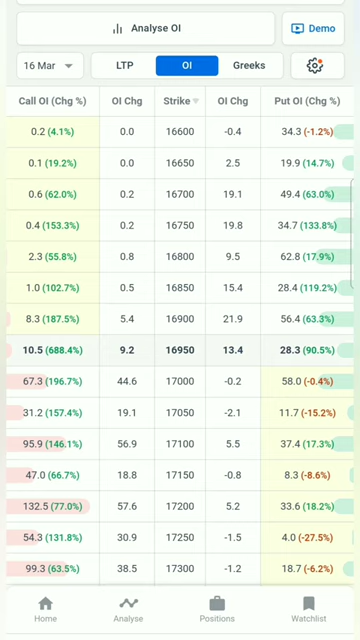 Analyse OI
Demo
16 Mar LTP OI Greeks
Call OI (Chg %) OI Chg Strike OI Chg Put OI (Chg %)
0.2 (4.1%) 0.0 16600 -0.4 34.3 (-1.2%)
0.1 (19.2%) 0.0 16650 2.5 19.9 (14.7%)
0.6 (62.0%) 0.2 16700 19.1 49.4 (63.0%)
0.4 (153.3%) 0.2 16750 19.8 34.7 (133.8%)
2.3 (55.8%) 0.8 16800 9.5 62.8 (17.9%)
1.0 (102.7%) 0.5 16850 15.4 28.4 (119.2%)
8.3 (187.5%) 5.4 16900 21.9 56.4 (63.3%)
10.5 (688.4%) 9.2 16950 13.4 28.3 (90.5%)
67.3 (196.7%) 44.6 17000 -0.2 58.0 (-0.4%)
31.2 (157.4%) 19.1 17050 -2.1 11.7 (-15.2%)
95.9 (146.1%) 56.9 17100 5.5 37.4 (17.3%)
47.0 (66.7%) 18.8 17150 -0.8 8.3 (-8.6%)
132.5 (77.0%) 57.6 17200 5.2 33.6 (18.2%)
54.3 (131.8%) 30.9 17250 -1.5 4.0 (-27.5%)
99.3 (63.5%) 38.5 17300 -1.2 18.7 (-6.2%)
Home Analyse Positions Watchlist